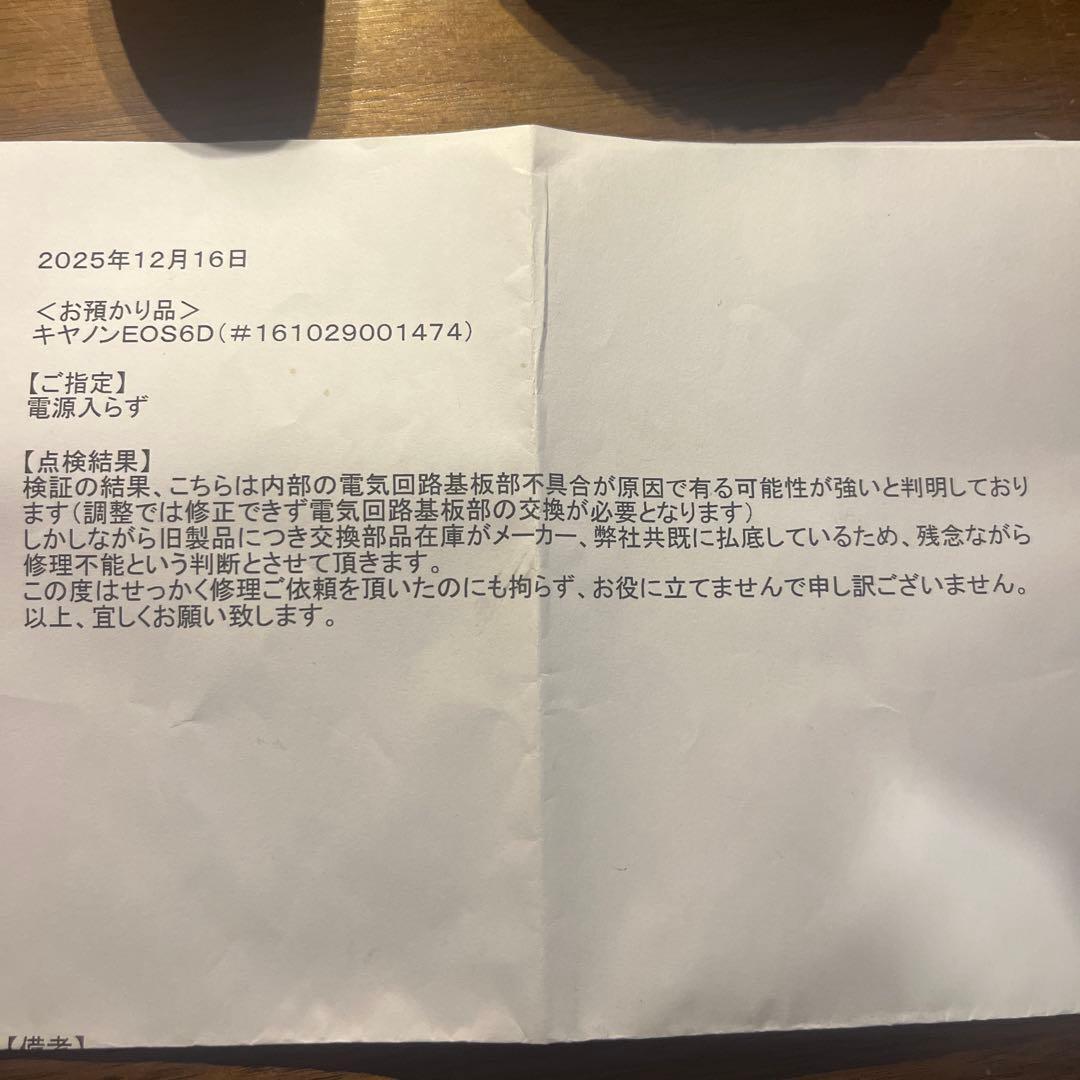 2025年12月16日
＜お預かり品＞
キヤノンEOS6D（＃161029001474）
【ご指定】
電源入らず
【点検結果】
検証の結果、こちらは内部の電気回路基板部不具合が原因で有る可能性が強いと判明しており
ます（調整では修正できず電気回路基板部の交換が必要となります）
しかしながら旧製品につき交換部品在庫がメーカー、弊社共既に払底しているため、残念ながら
修理不能という判断とさせて頂きます。
この度はせっかく修理ご依頼を頂いたのにも拘らず、お役に立てませんで申し訳ございません。
以上、宜しくお願い致します。
【備考】